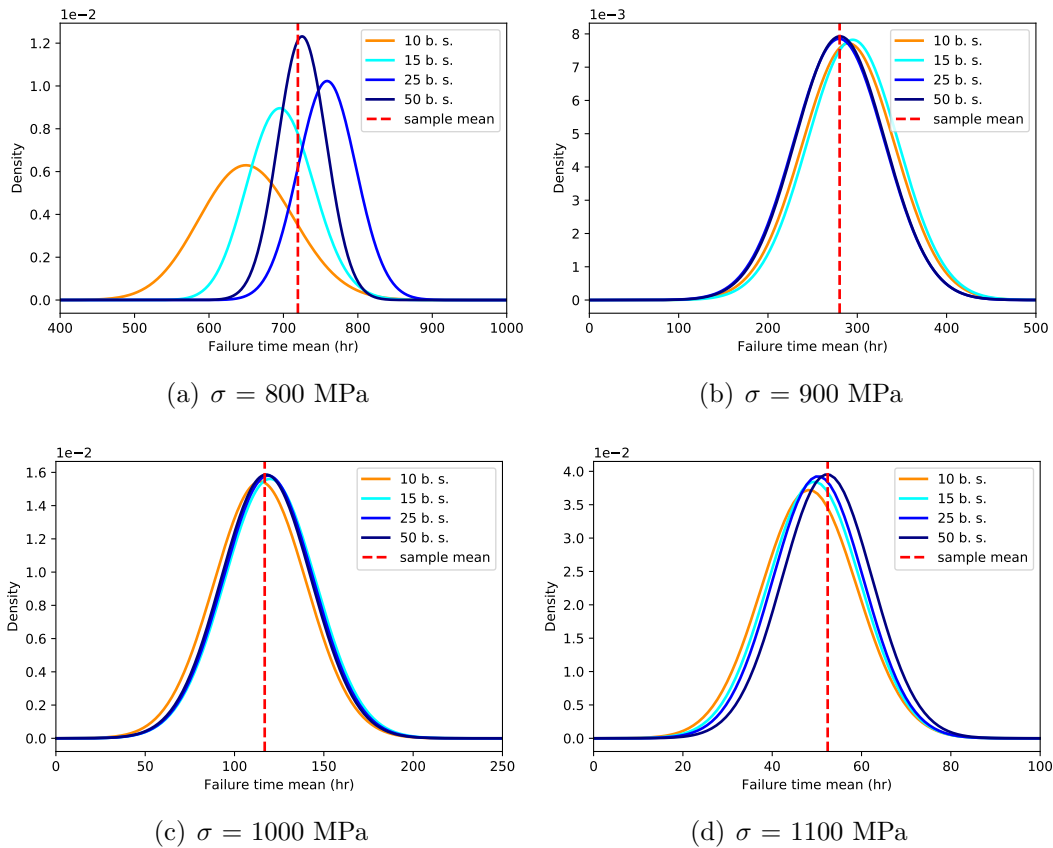 1e−2
1.2
1.0
0.8
0.6
0.4
0.2
0.0
Density
400 500 600 700 800 900 1000
Failure time mean (hr)
10 b. s.
15 b. s.
25 b. s.
50 b. s.
sample mean
(a) σ = 800 MPa
1e−3
8
7
6
5
4
3
2
1
0
Density
0 100 200 300 400 500
Failure time mean (hr)
10 b. s.
15 b. s.
25 b. s.
50 b. s.
sample mean
(b) σ = 900 MPa
1e−2
1.6
1.4
1.2
1.0
0.8
0.6
0.4
0.2
0.0
Density
0 50 100 150 200 250
Failure time mean (hr)
10 b. s.
15 b. s.
25 b. s.
50 b. s.
sample mean
(c) σ = 1000 MPa
1e−2
4.0
3.5
3.0
2.5
2.0
1.5
1.0
0.5
0.0
Density
0 20 40 60 80 100
Failure time mean (hr)
10 b. s.
15 b. s.
25 b. s.
50 b. s.
sample mean
(d) σ = 1100 MPa